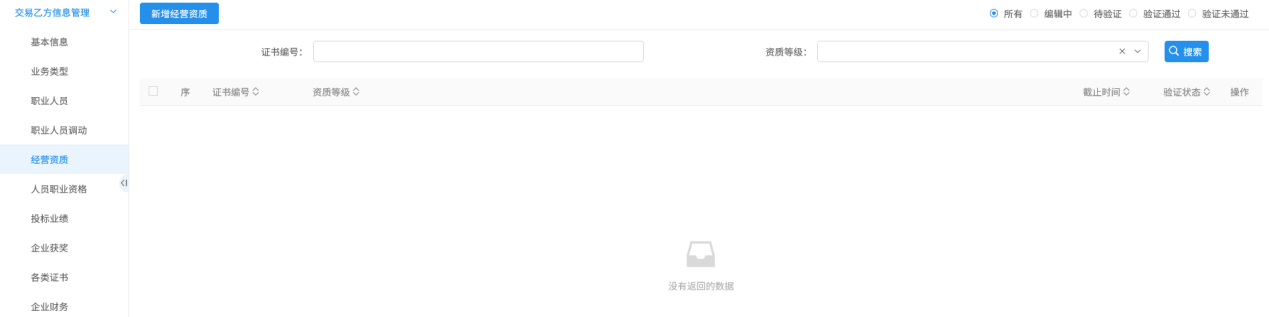 交易乙方信息管理
新增经营资质
所有 编辑中 待验证 验证通过 验证未通过
基本信息
证书编号：
资质等级：
搜索
业务类型
序 证书编号 资质等级 截止时间 验证状态 操作
职业人员
职业人员调动
经营资质
人员职业资格
投标业绩
企业获奖
各类证书
没有返回的数据
企业财务